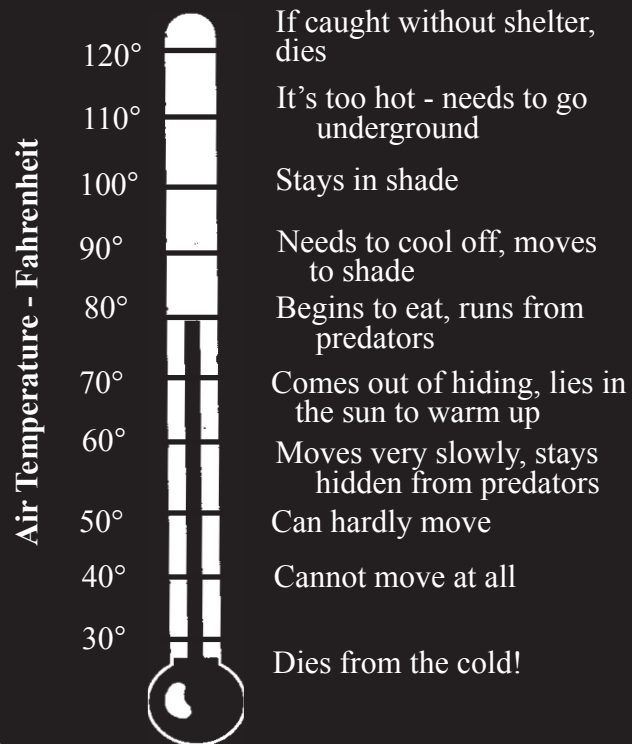 If caught without shelter,
120° dies
It’s too hot - needs to go
110° underground
100° Stays in shade
90° Needs to cool off, moves
to shade
80° Begins to eat, runs from
predators
70° Comes out of hiding, lies in
the sun to warm up
60° Moves very slowly, stays
hidden from predators
50° Can hardly move
40° Cannot move at all
30°
Dies from the cold!
Air Temperature - Fahrenheit